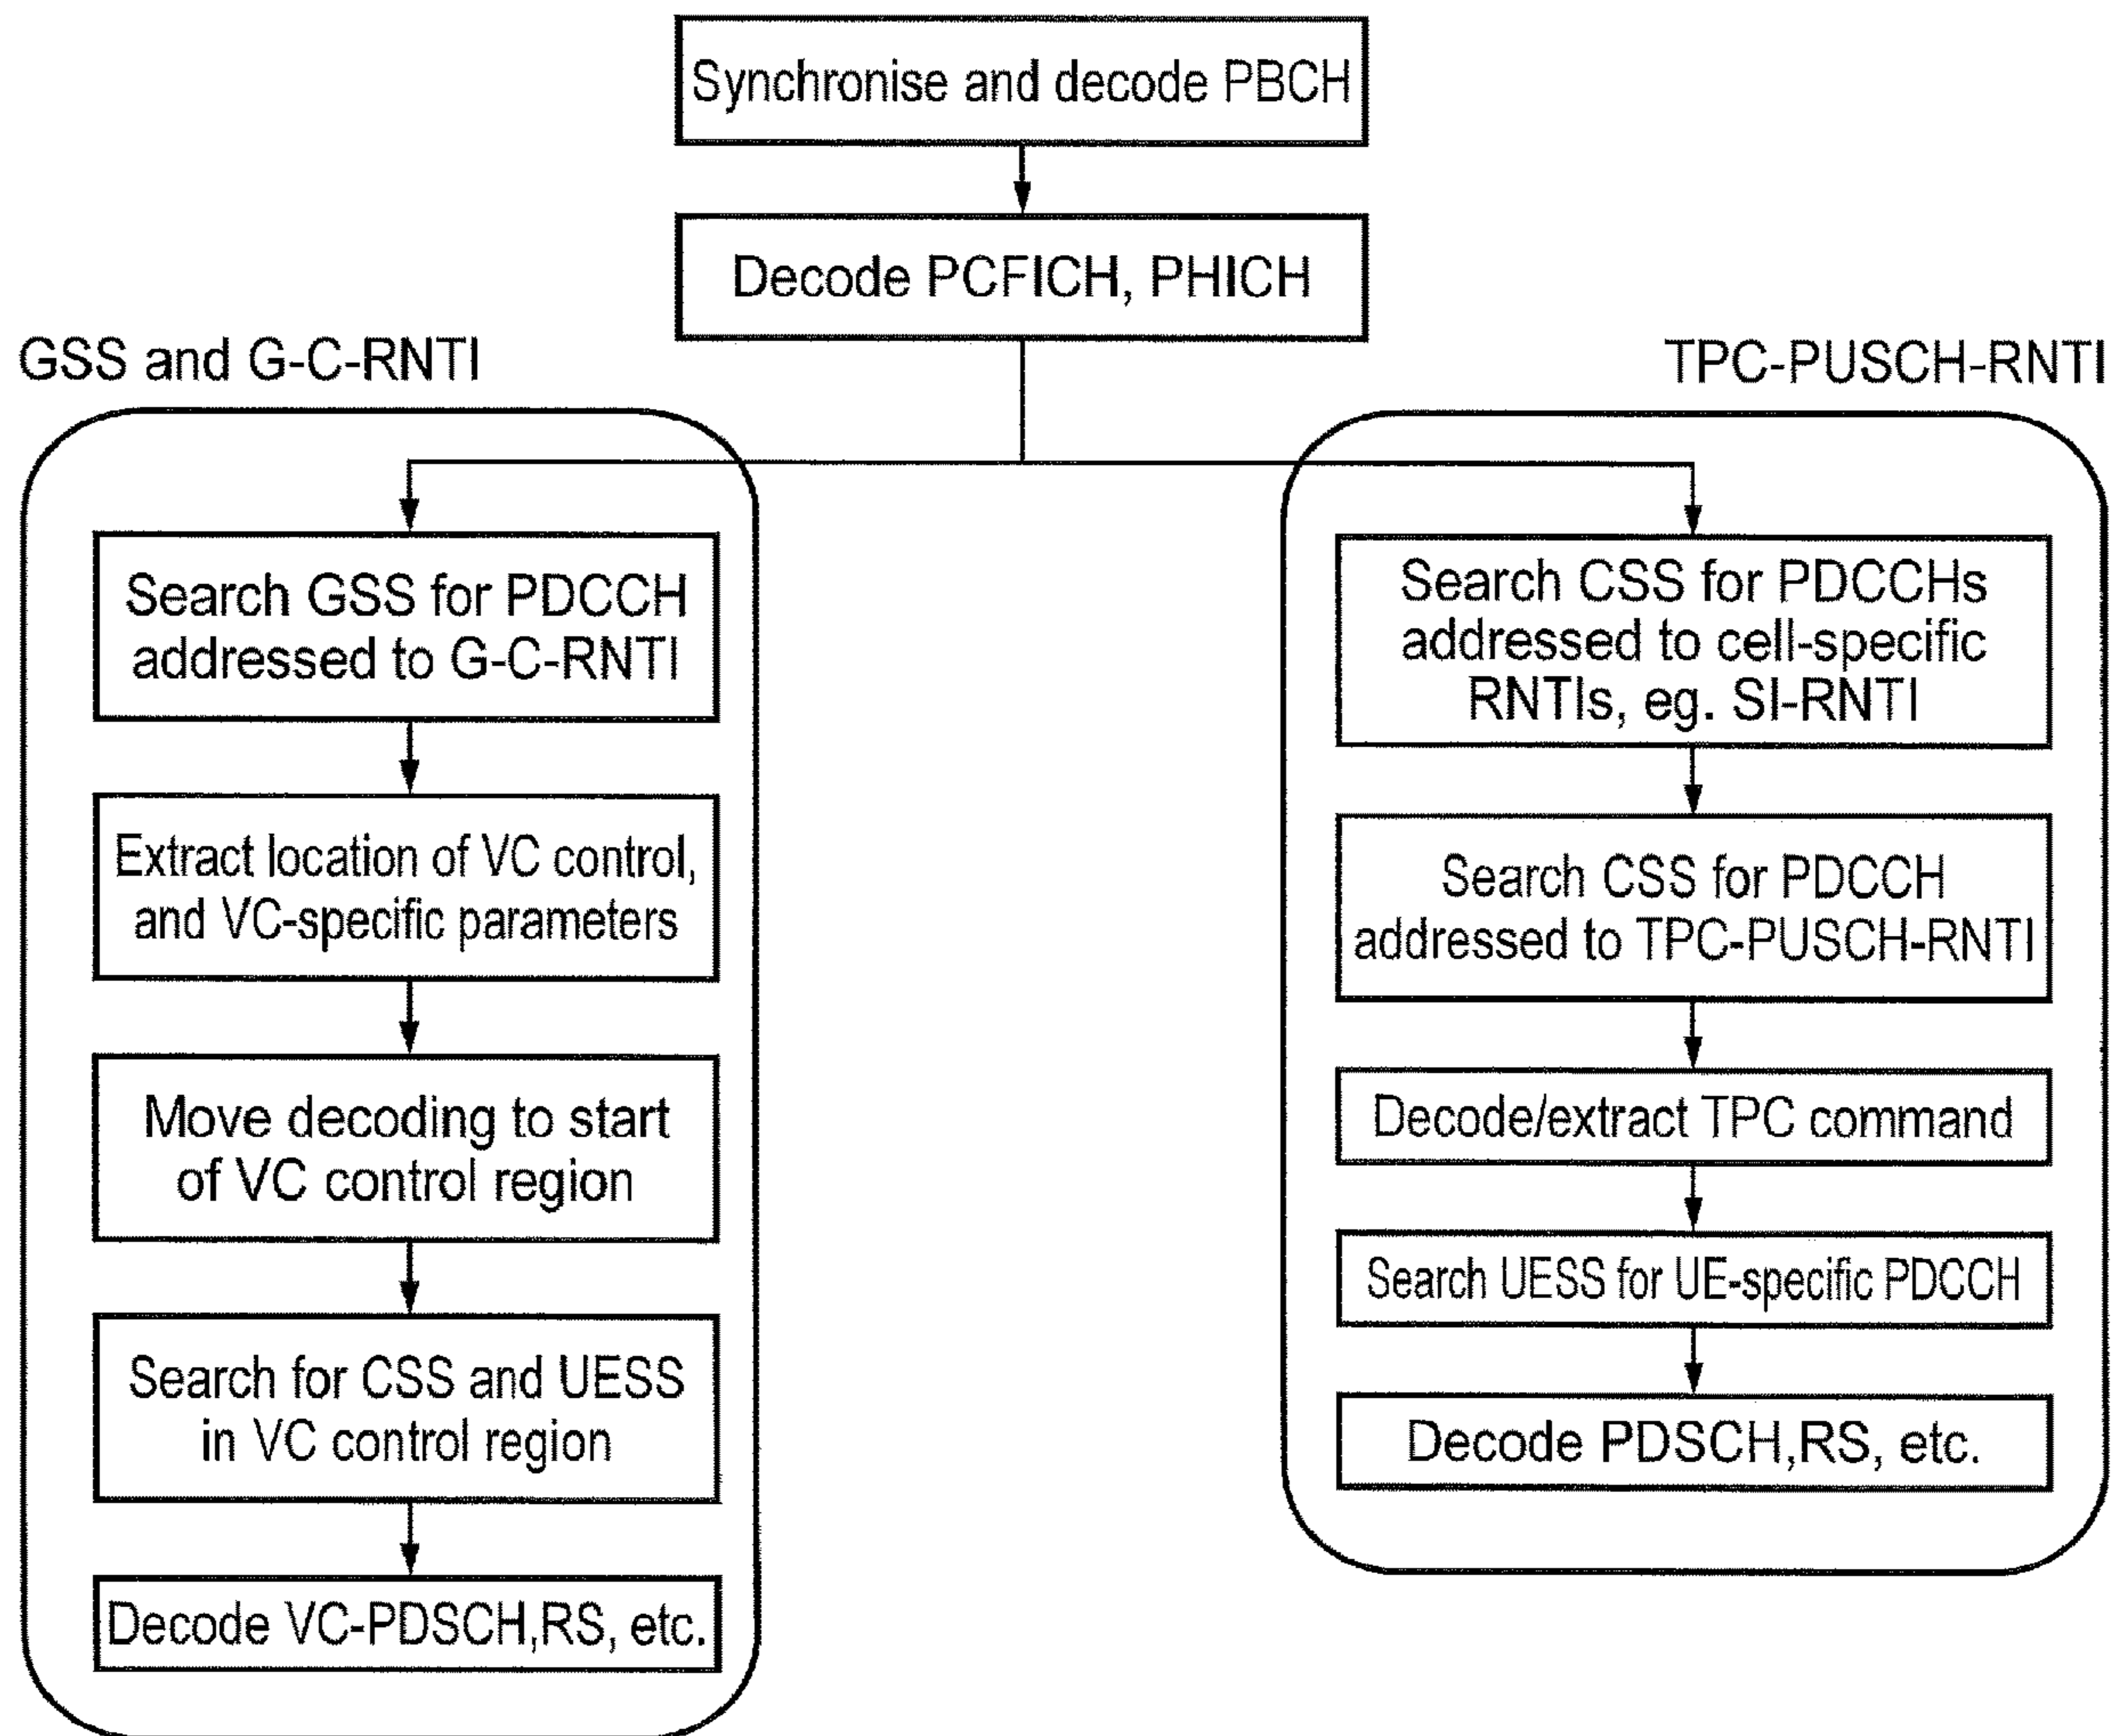 Synchronise and decode PBCH
Decode PCFICH, PHICH
GSS and G-C-RNTI
Search GSS for PDCCH
addressed to G-C-RNTI
Extract location of VC control,
and VC-specific parameters
Move decoding to start
of VC control region
Search for CSS and UESS
in VC control region
Decode VC-PDSCH,RS, etc.
TPC-PUSCH-RNTI
Search CSS for PDCCHs
addressed to cell-specific
RNTIs, eg. SI-RNTI
Search CSS for PDCCH
addressed to TPC-PUSCH-RNTI
Decode/extract TPC command
Search UESS for UE-specific PDCCH
Decode PDSCH,RS, etc.